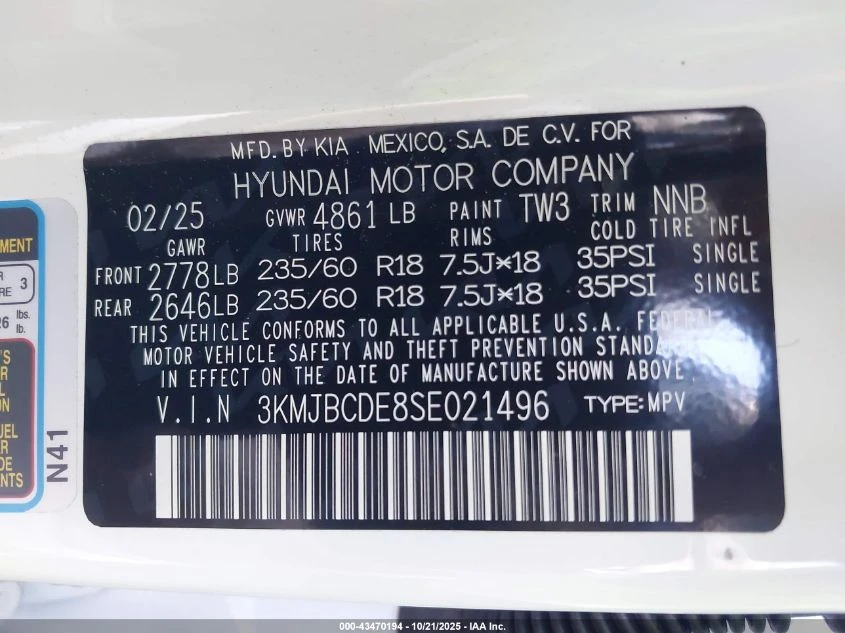 MFD. BY KIA MEXICO, S.A. DE C.V. FOR
HYUNDAI MOTOR COMPANY
02/25 GVWR 4861 LB PAINT TW3 TRIM NNB
GAWR TIRES RIMS COLD TIRE INFL
FRONT 2778LB 235/60 R18 7.5J×18 35PSI SINGLE
REAR 2646LB 235/60 R18 7.5J×18 35PSI SINGLE
THIS VEHICLE CONFORMS TO ALL APPLICABLE U.S.A. FEDERAL
MOTOR VEHICLE SAFETY AND THEFT PREVENTION
IN EFFECT ON THE DATE OF MANUFACTURE SHOWN ABOVE.
V.I.N 3KMJBCDE8SE021496 TYPE:MPV
3
lbs.
lb.
N41
000-43470194 - 10/21/2025 - IAA Inc.